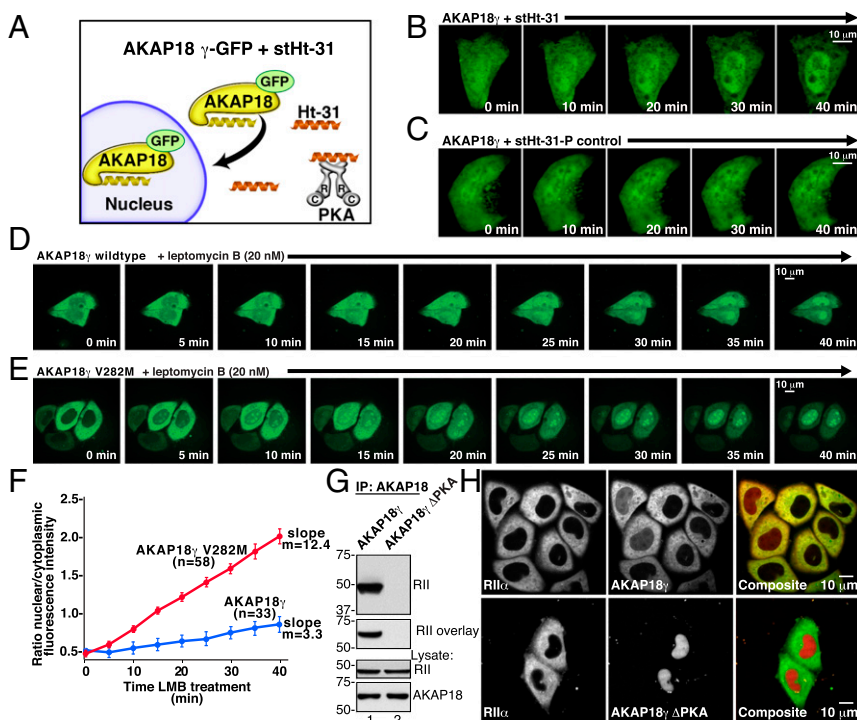 A
AKAP18 γ-GFP + stHt-31
GFP
AKAP18
Ht-31
GFP
AKAP18
Nucleus
R R
C C
PKA
B
AKAP18γ + stHt-31
10 µm
0 min 10 min 20 min 30 min 40 min
C
AKAP18γ + stHt-31-P control
10 µm
0 min 10 min 20 min 30 min 40 min
D
AKAP18γ wildtype + leptomycin B (20 nM)
10 µm
0 min 5 min 10 min 15 min 20 min 25 min 30 min 35 min 40 min
E
AKAP18γ V282M + leptomycin B (20 nM)
10 µm
0 min 5 min 10 min 15 min 20 min 25 min 30 min 35 min 40 min
F
Ratio nuclear/cytoplasmic
fluorescence intensity
2.5
2.0
1.5
1.0
0.5
AKAP18γ V282M
(n=58)
slope
m=12.4
AKAP18γ
(n=33)
slope
m=3.3
0 10 20 30 40
Time LMB treatment
(min)
G
IP: AKAP18
AKAP18γ
AKAP18γ ΔPKA
75-
50-
37-
RII
75-
50-
RII overlay
Lysate:
50-
RII
75-
50-
AKAP18
1 2
H
RIIα AKAP18γ Composite 10 µm
RIIα AKAP18γ ΔPKA Composite 10 µm